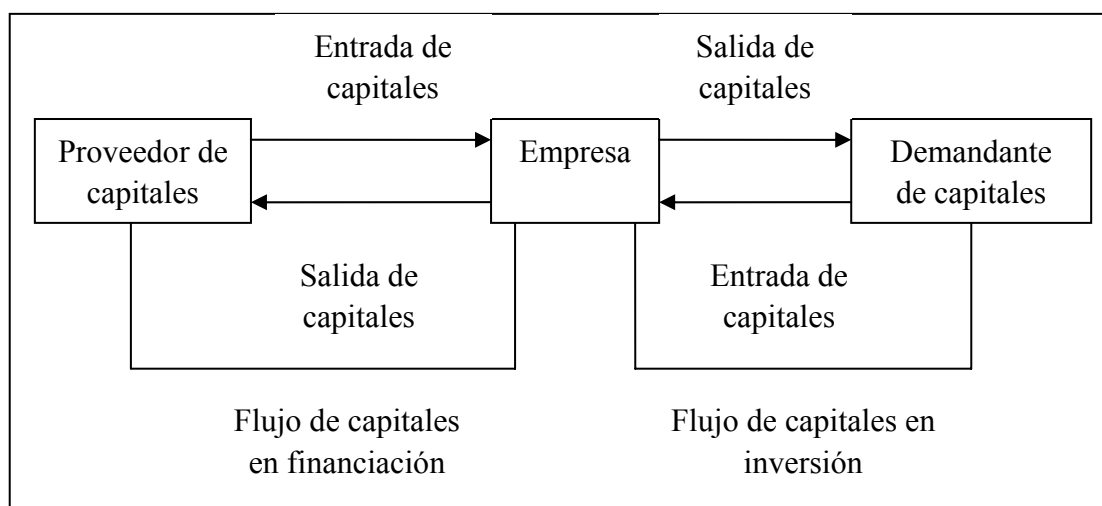 Entrada de
capitales
Salida de
capitales
Proveedor de
capitales
Empresa
Demandante
de capitales
Salida de
capitales
Entrada de
capitales
Flujo de capitales
en financiación
Flujo de capitales en
inversión